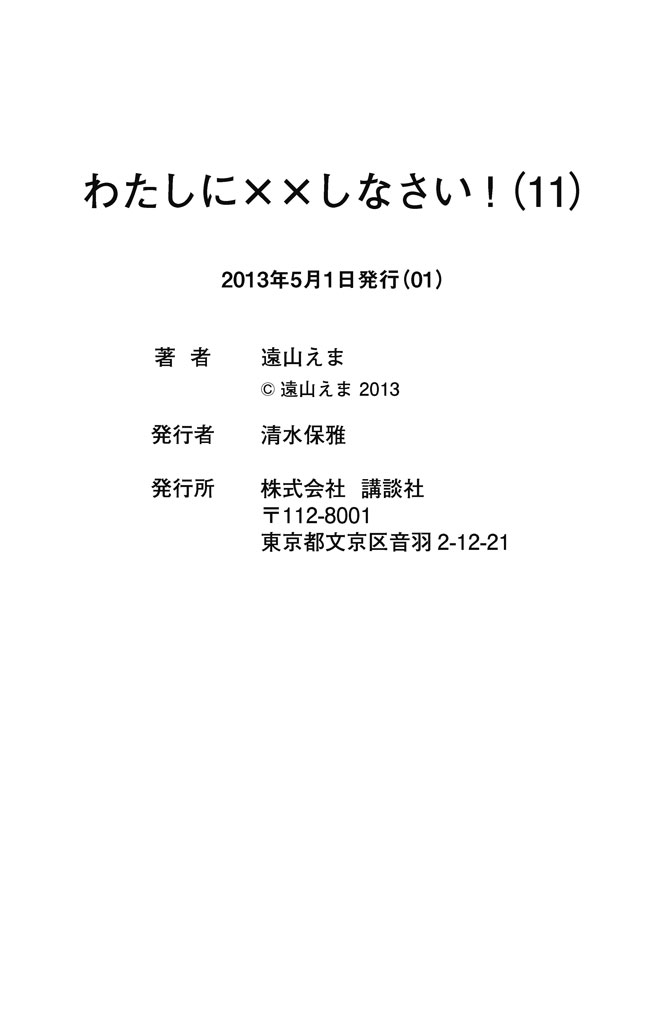 わたしに××しなさい！（11）
2013年5月1日発行（01）
著　者　遠山えま
© 遠山えま 2013
発行者　清水保雅
発行所　株式会社　講談社
〒112-8001
東京都文京区音羽 2-12-21